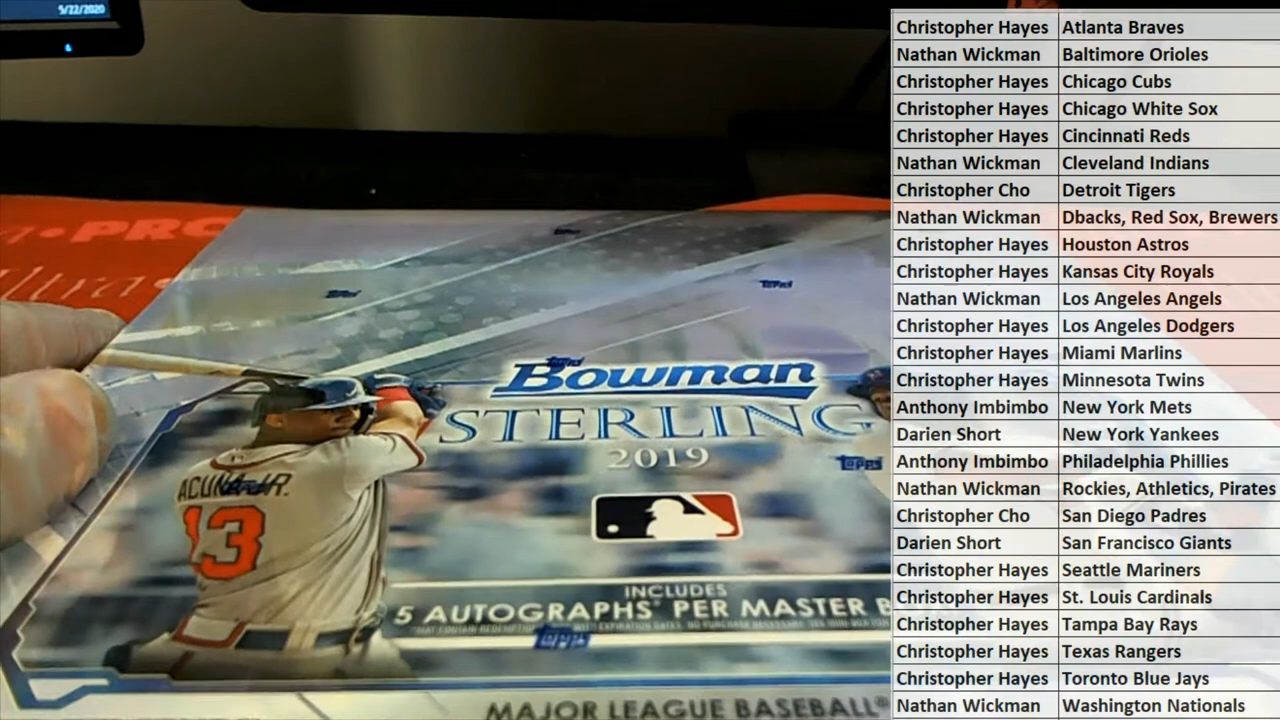 5/22/2020
PRO
Ultra
Topps
Topps
Topps
Topps
Bowman
STERLING
2019
Topps
ACUNA JR.
13
INCLUDES
5 AUTOGRAPHS* PER MASTER B
Topps
MAJOR LEAGUE BASEBALL®
Christopher Hayes Atlanta Braves
Nathan Wickman Baltimore Orioles
Christopher Hayes Chicago Cubs
Christopher Hayes Chicago White Sox
Christopher Hayes Cincinnati Reds
Nathan Wickman Cleveland Indians
Christopher Cho Detroit Tigers
Nathan Wickman Dbacks, Red Sox, Brewers
Christopher Hayes Houston Astros
Christopher Hayes Kansas City Royals
Nathan Wickman Los Angeles Angels
Christopher Hayes Los Angeles Dodgers
Christopher Hayes Miami Marlins
Christopher Hayes Minnesota Twins
Anthony Imbimbo New York Mets
Darien Short New York Yankees
Anthony Imbimbo Philadelphia Phillies
Nathan Wickman Rockies, Athletics, Pirates
Christopher Cho San Diego Padres
Darien Short San Francisco Giants
Christopher Hayes Seattle Mariners
Christopher Hayes St. Louis Cardinals
Christopher Hayes Tampa Bay Rays
Christopher Hayes Texas Rangers
Christopher Hayes Toronto Blue Jays
Nathan Wickman Washington Nationals